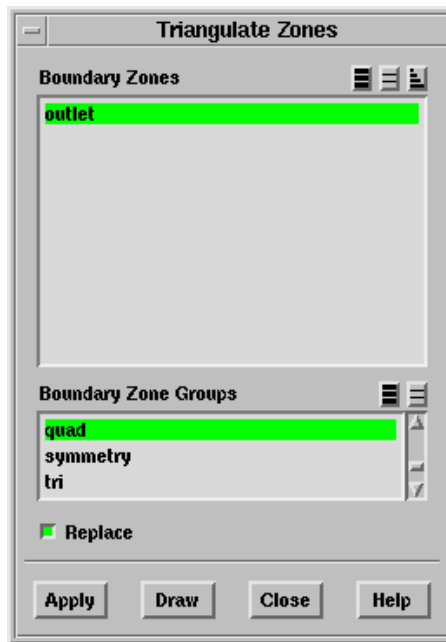 Triangulate Zones
Boundary Zones
outlet
Boundary Zone Groups
quad
symmetry
tri
Replace
Apply Draw Close Help